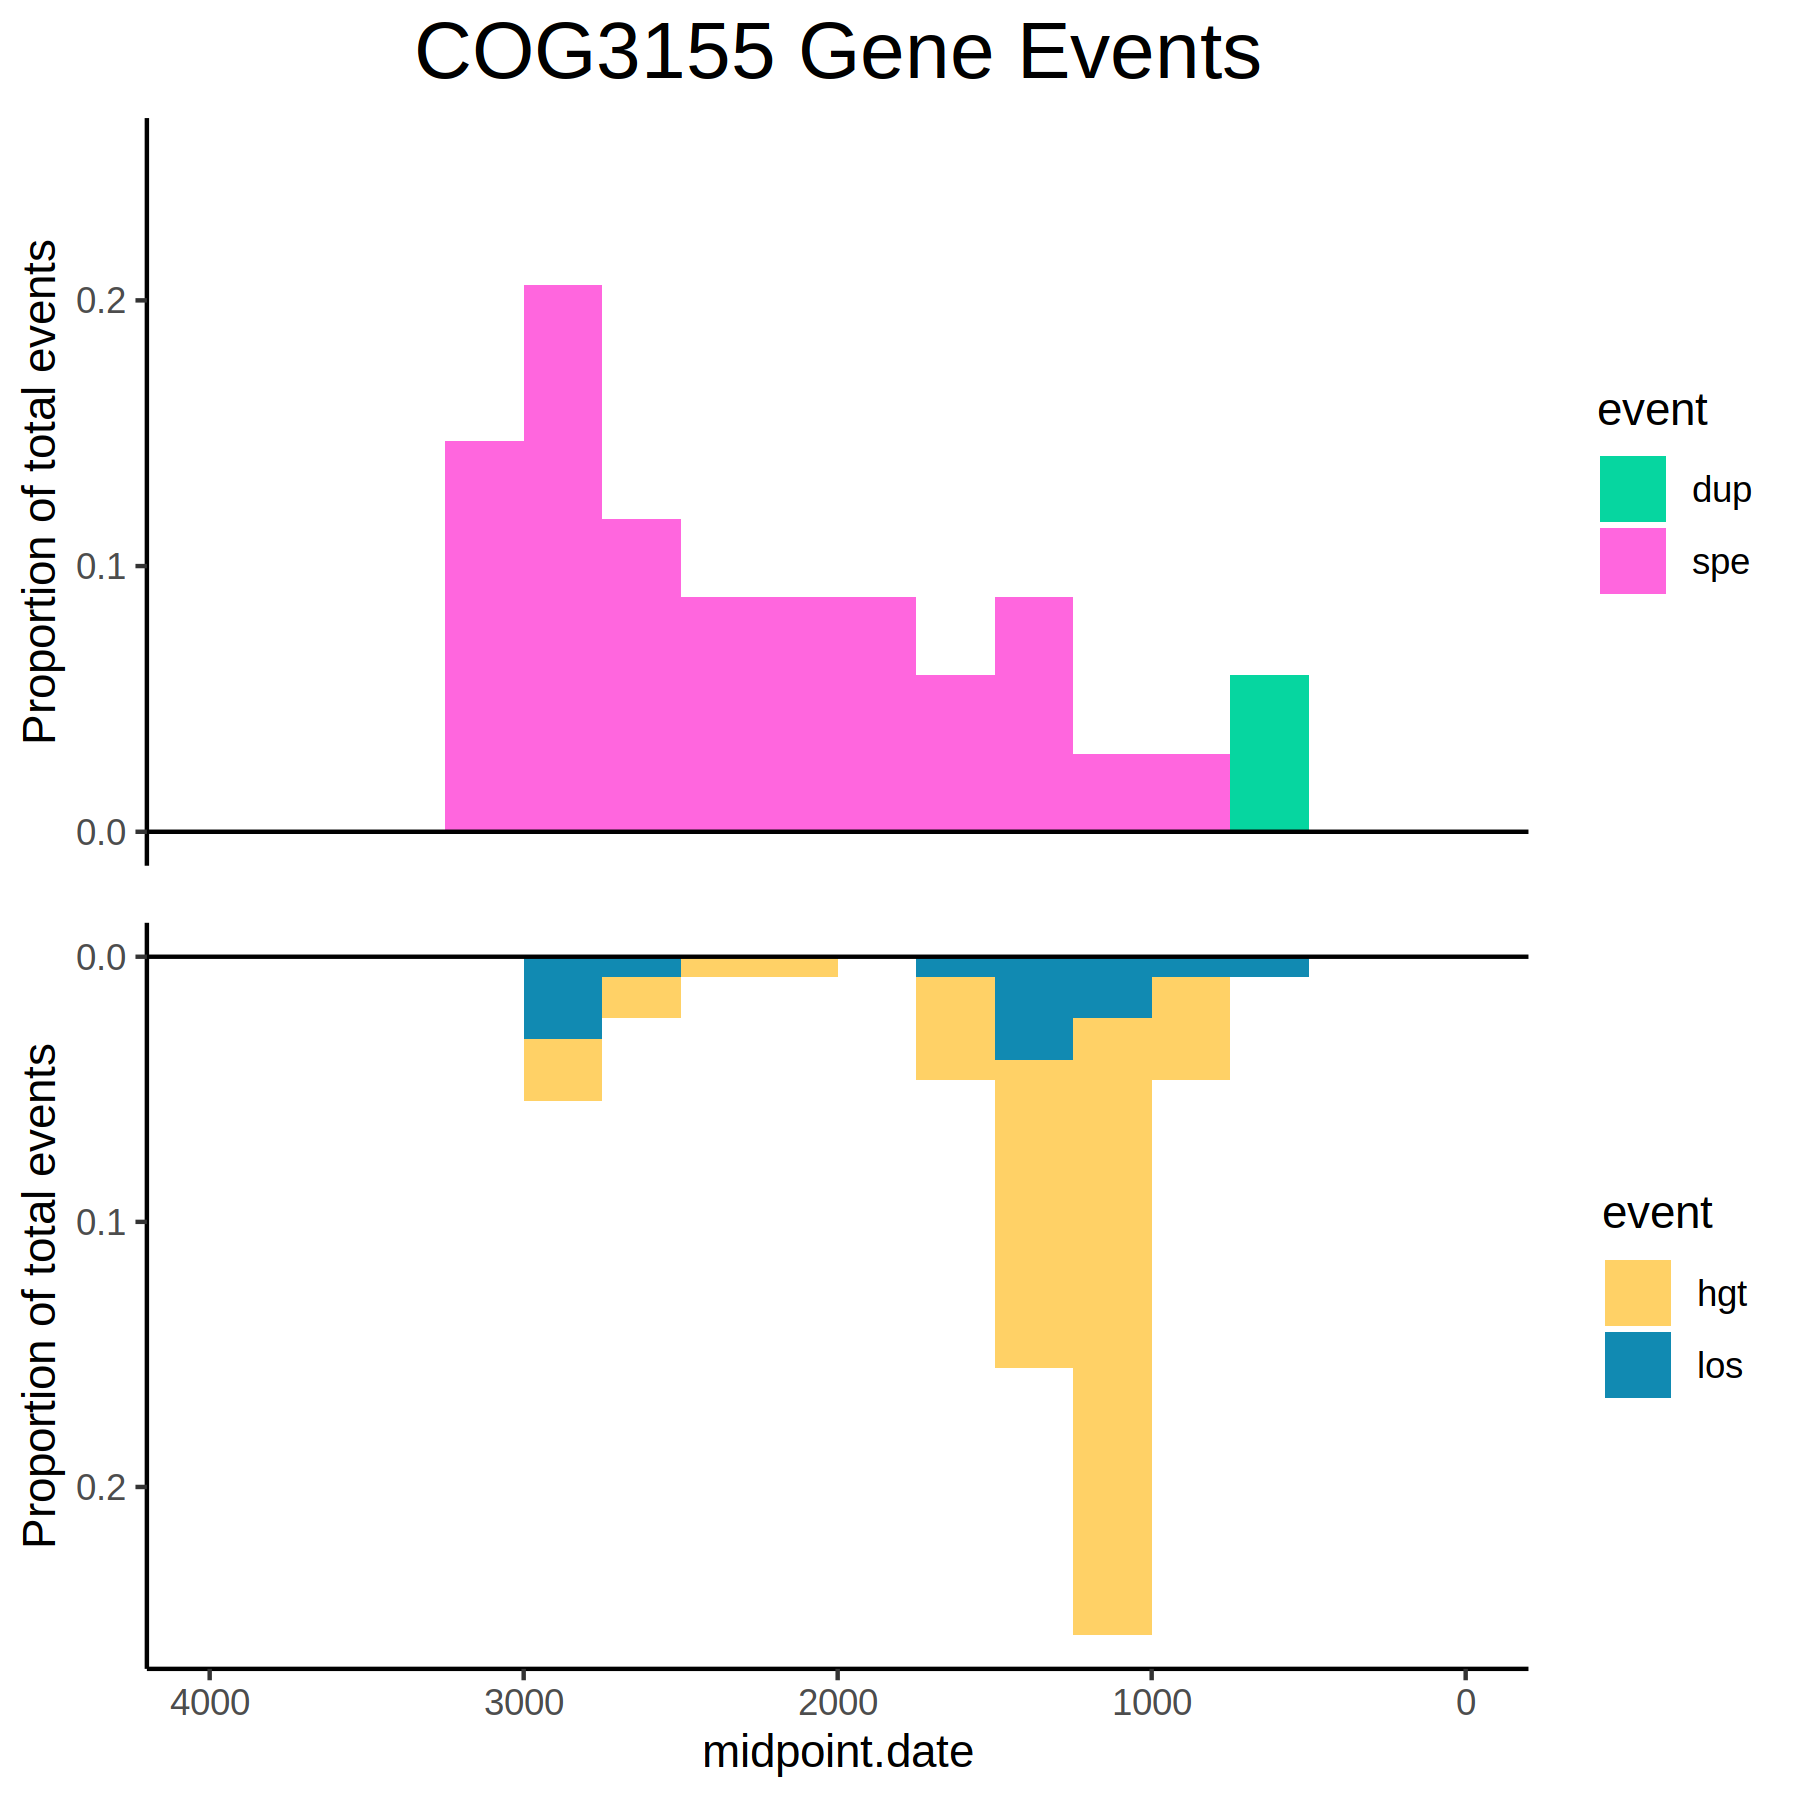 COG3155 Gene Events
Proportion of total events
0.2
0.1
0.0
event
dup
spe
Proportion of total events
0.0
0.1
0.2
event
hgt
los
4000 3000 2000 1000 0
midpoint.date